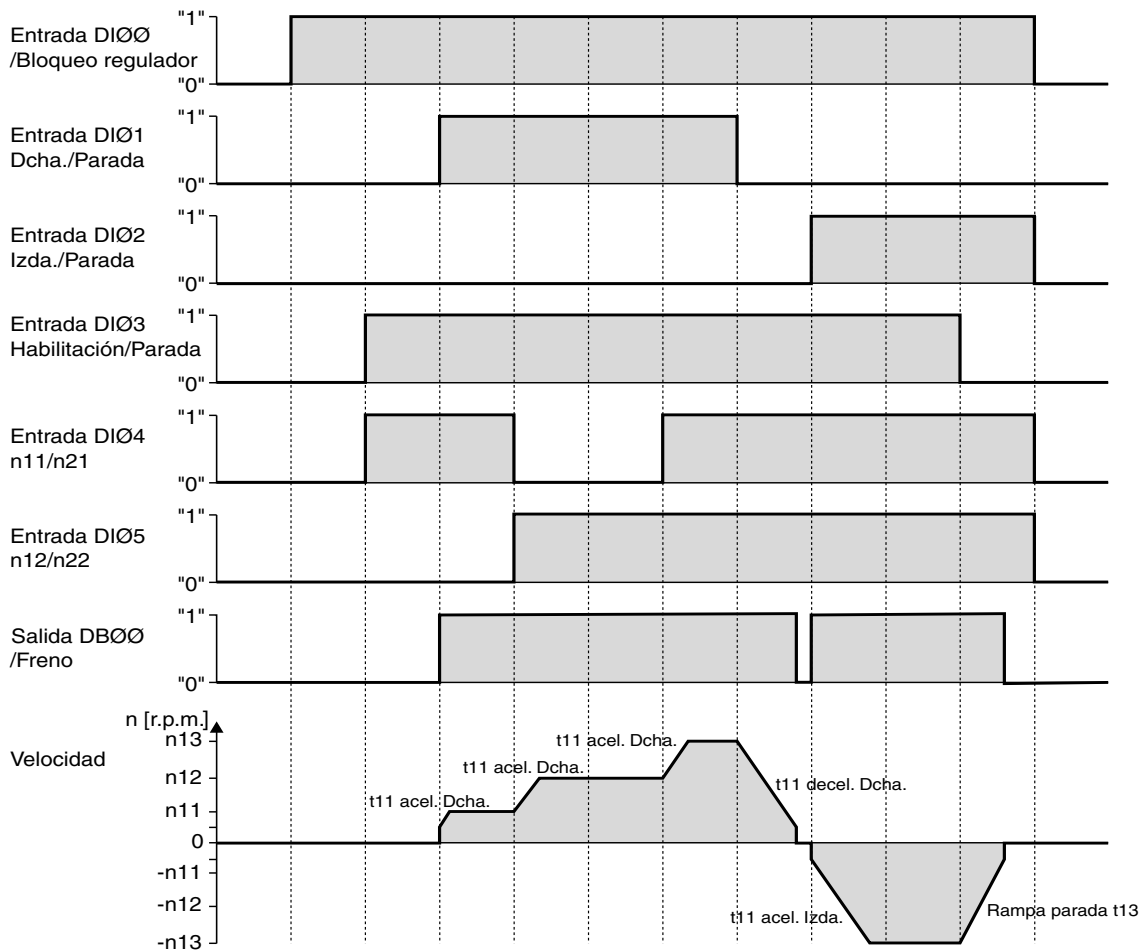 "1"
Entrada DIØØ
/Bloqueo regulador
"0"
"1"
Entrada DIØ1
Dcha./Parada
"0"
"1"
Entrada DIØ2
Izda./Parada
"0"
"1"
Entrada DIØ3
Habilitación/Parada
"0"
"1"
Entrada DIØ4
n11/n21
"0"
"1"
Entrada DIØ5
n12/n22
"0"
"1"
Salida DBØØ
/Freno
"0"
n [r.p.m.]
n13
t11 acel. Dcha.
Velocidad
t11 acel. Dcha.
n12
t11 decel. Dcha.
t11 acel. Dcha.
n11
0
-n11
-n12
t11 acel. Izda.
Rampa parada t13
-n13